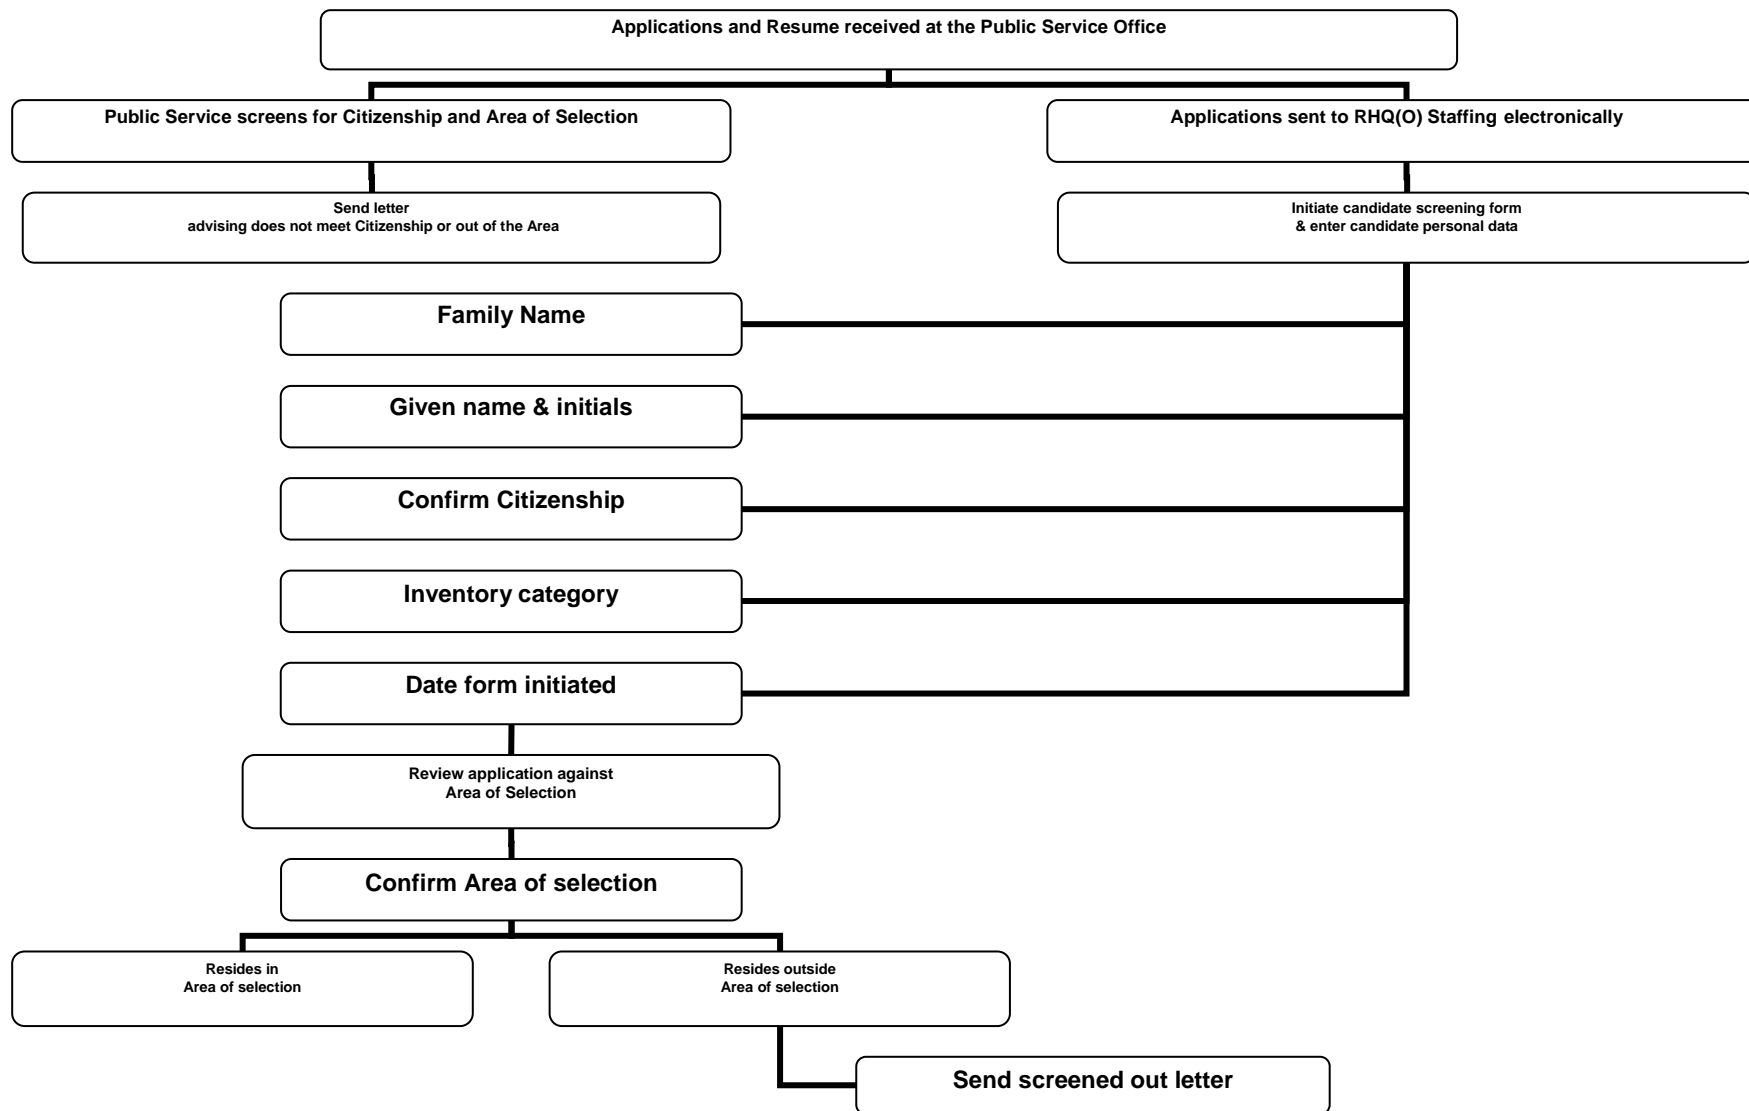 Applications and Resume received at the Public Service Office
Public Service screens for Citizenship and Area of Selection
Applications sent to RHQ(O) Staffing electronically
Send letter
advising does not meet Citizenship or out of the Area
Initiate candidate screening form
& enter candidate personal data
Family Name
Given name & initials
Confirm Citizenship
Inventory category
Date form initiated
Review application against
Area of Selection
Confirm Area of selection
Resides in
Area of selection
Resides outside
Area of selection
Send screened out letter